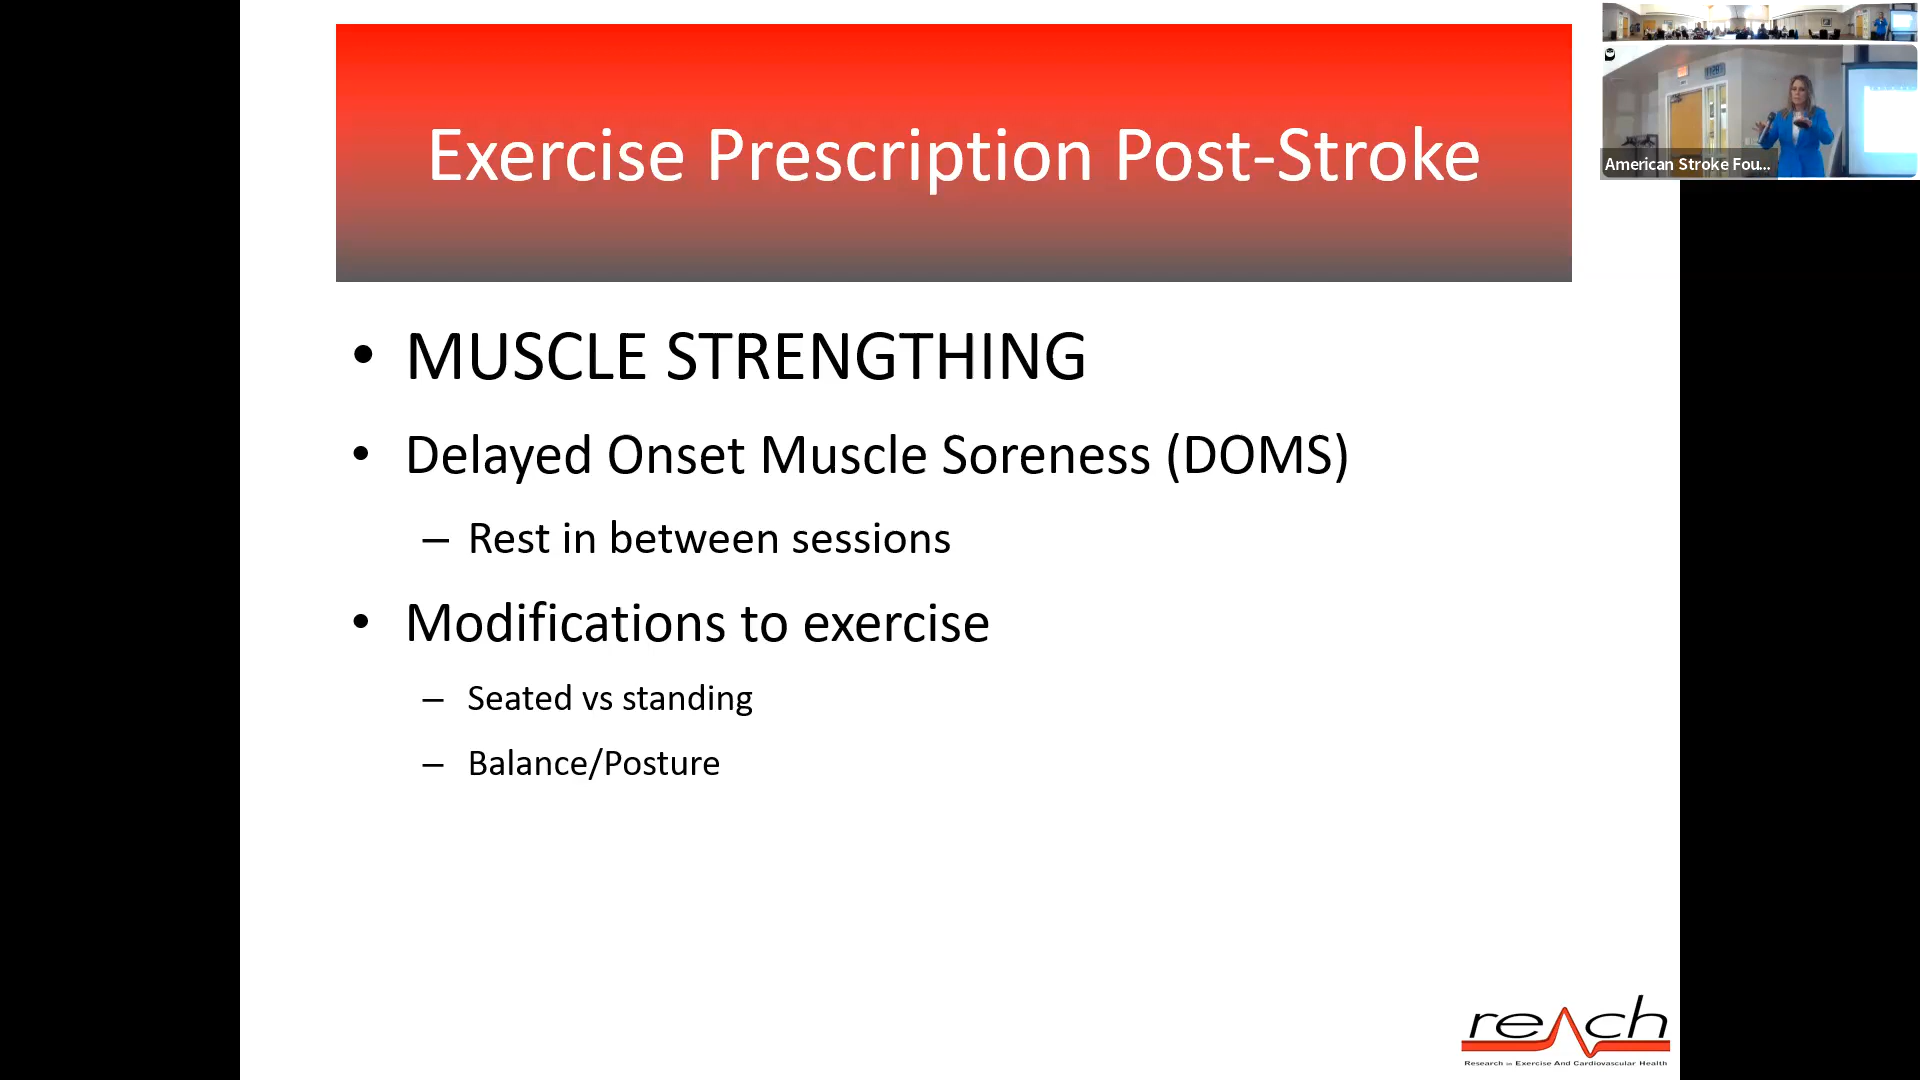 Exercise Prescription Post-Stroke
• MUSCLE STRENGTHING
• Delayed Onset Muscle Soreness (DOMS)
– Rest in between sessions
• Modifications to exercise
– Seated vs standing
– Balance/Posture
American Stroke Fou...
reach
Research in Exercise And Cardiovascular Health